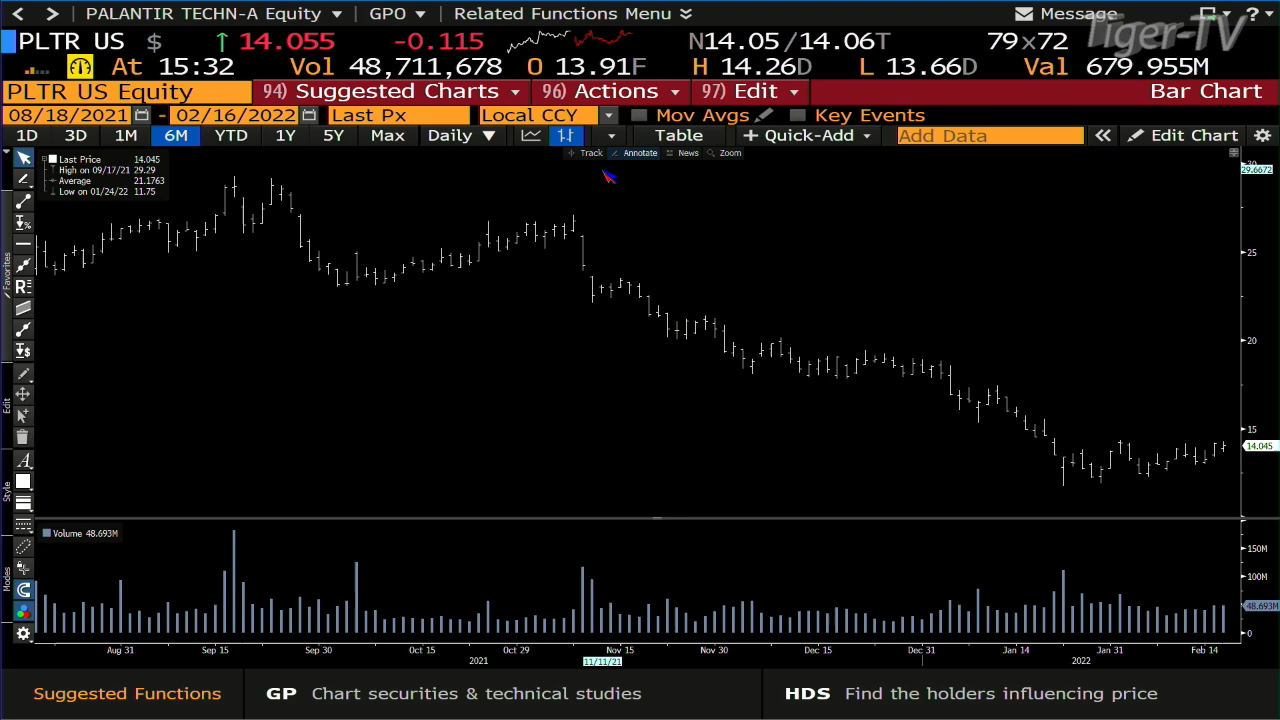 PALANTIR TECHN-A Equity GPO Related Functions Menu Message ?
Tiger-TV
PLTR US $ ↑ 14.055 -0.115 N14.05/14.06T 79x72
At 15:32 Vol 48,711,678 O 13.91F H 14.26D L 13.66D Val 679.955M
PLTR US Equity 94) Suggested Charts 96) Actions 97) Edit Bar Chart
08/18/2021 - 02/16/2022 Last Px Local CCY Mov Avgs Key Events
1D 3D 1M 6M YTD 1Y 5Y Max Daily Table + Quick-Add Add Data Edit Chart
Track Annotate News Zoom
Last Price 14.045
High on 09/17/21 29.29
Average 21.1763
Low on 01/24/22 11.75
30
29.6672
25
20
15
14.045
Favorites
Edit
Style
Modes
Volume 48.693M
150M
100M
48.693M
0
Aug 31 Sep 15 Sep 30 Oct 15 Oct 29 Nov 15 Nov 30 Dec 15 Dec 31 Jan 14 Jan 31 Feb 14
2021 11/11/21 2022
Suggested Functions GP Chart securities & technical studies HDS Find the holders influencing price